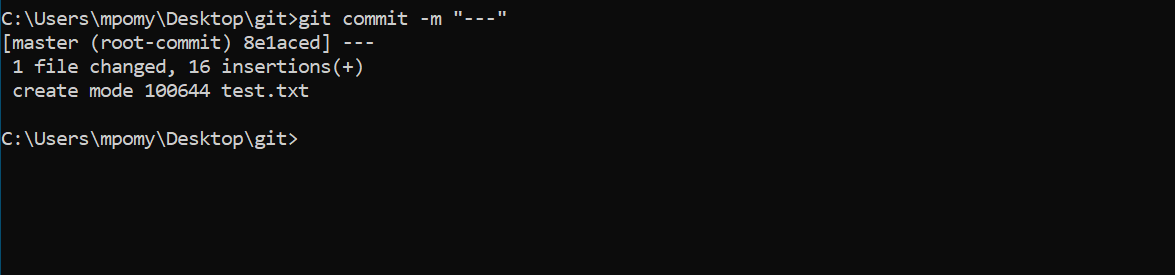 C:\Users\mpomy\Desktop\git>git commit -m "---"
[master (root-commit) 8e1aced] ---
 1 file changed, 16 insertions(+)
 create mode 100644 test.txt

C:\Users\mpomy\Desktop\git>